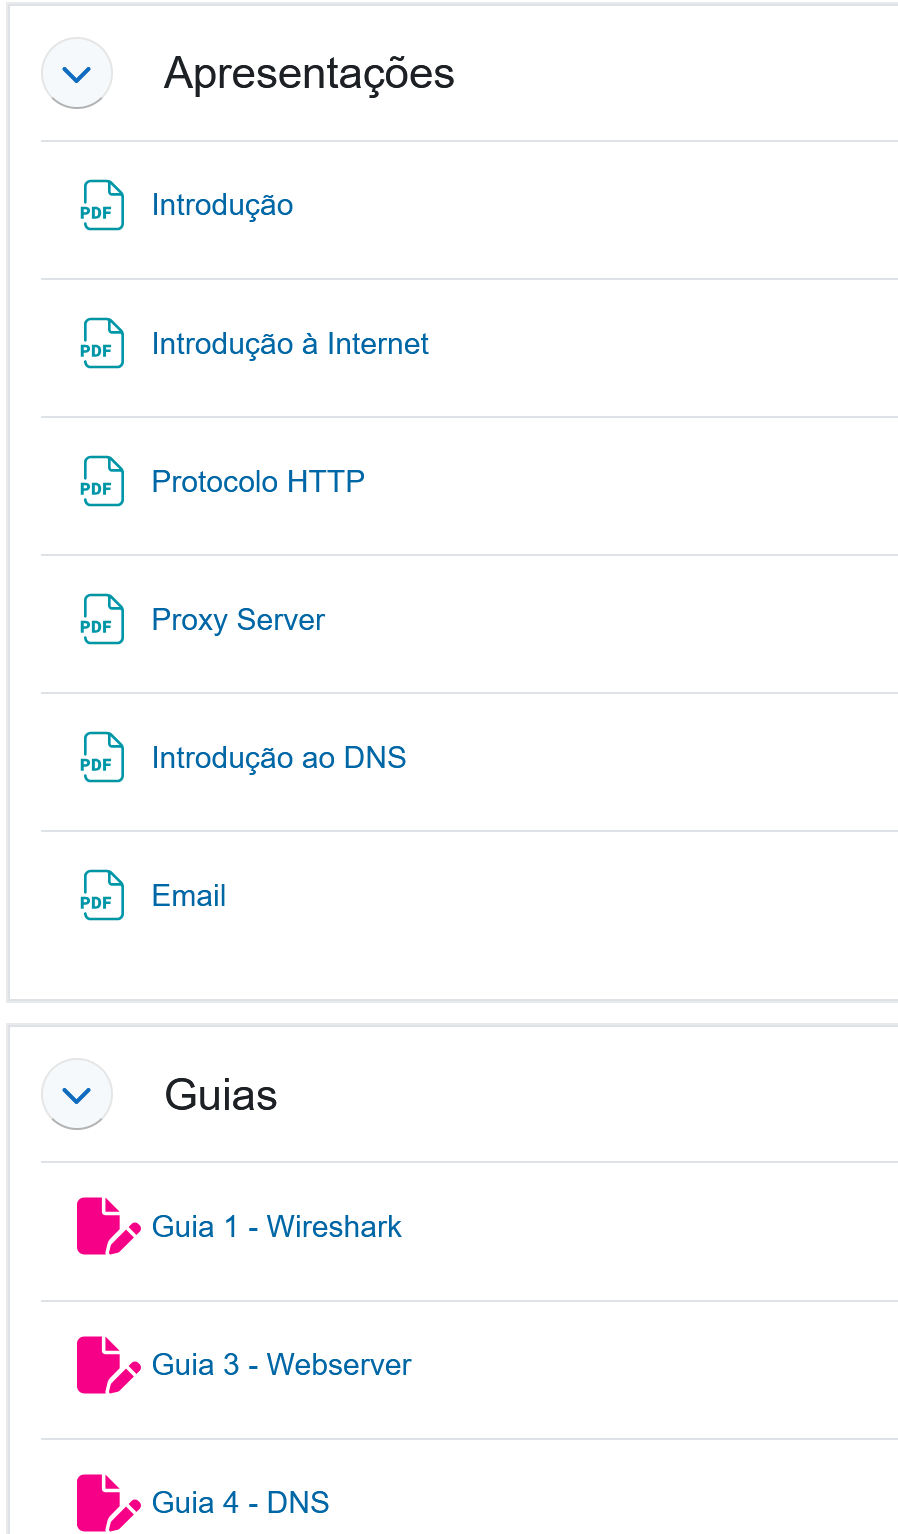 Apresentações
PDF
Introdução
PDF
Introdução à Internet
PDF
Protocolo HTTP
PDF
Proxy Server
PDF
Introdução ao DNS
PDF
Email
Guias
Guia 1 - Wireshark
Guia 3 - Webserver
Guia 4 - DNS